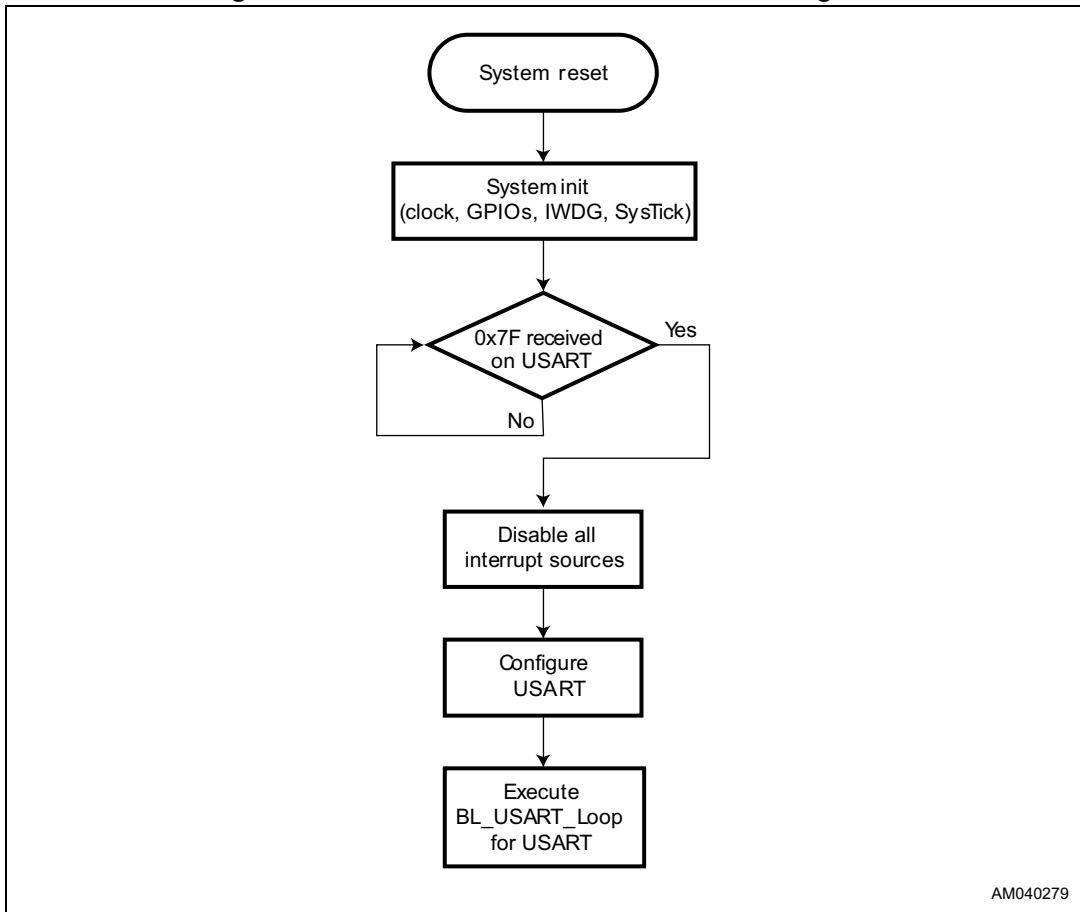 System reset
System init
(clock, GPIOs, IWDG, SysTick)
0x7F received
on USART
Yes
No
Disable all
interrupt sources
Configure
USART
Execute
BL_USART_Loop
for USART
AM040279